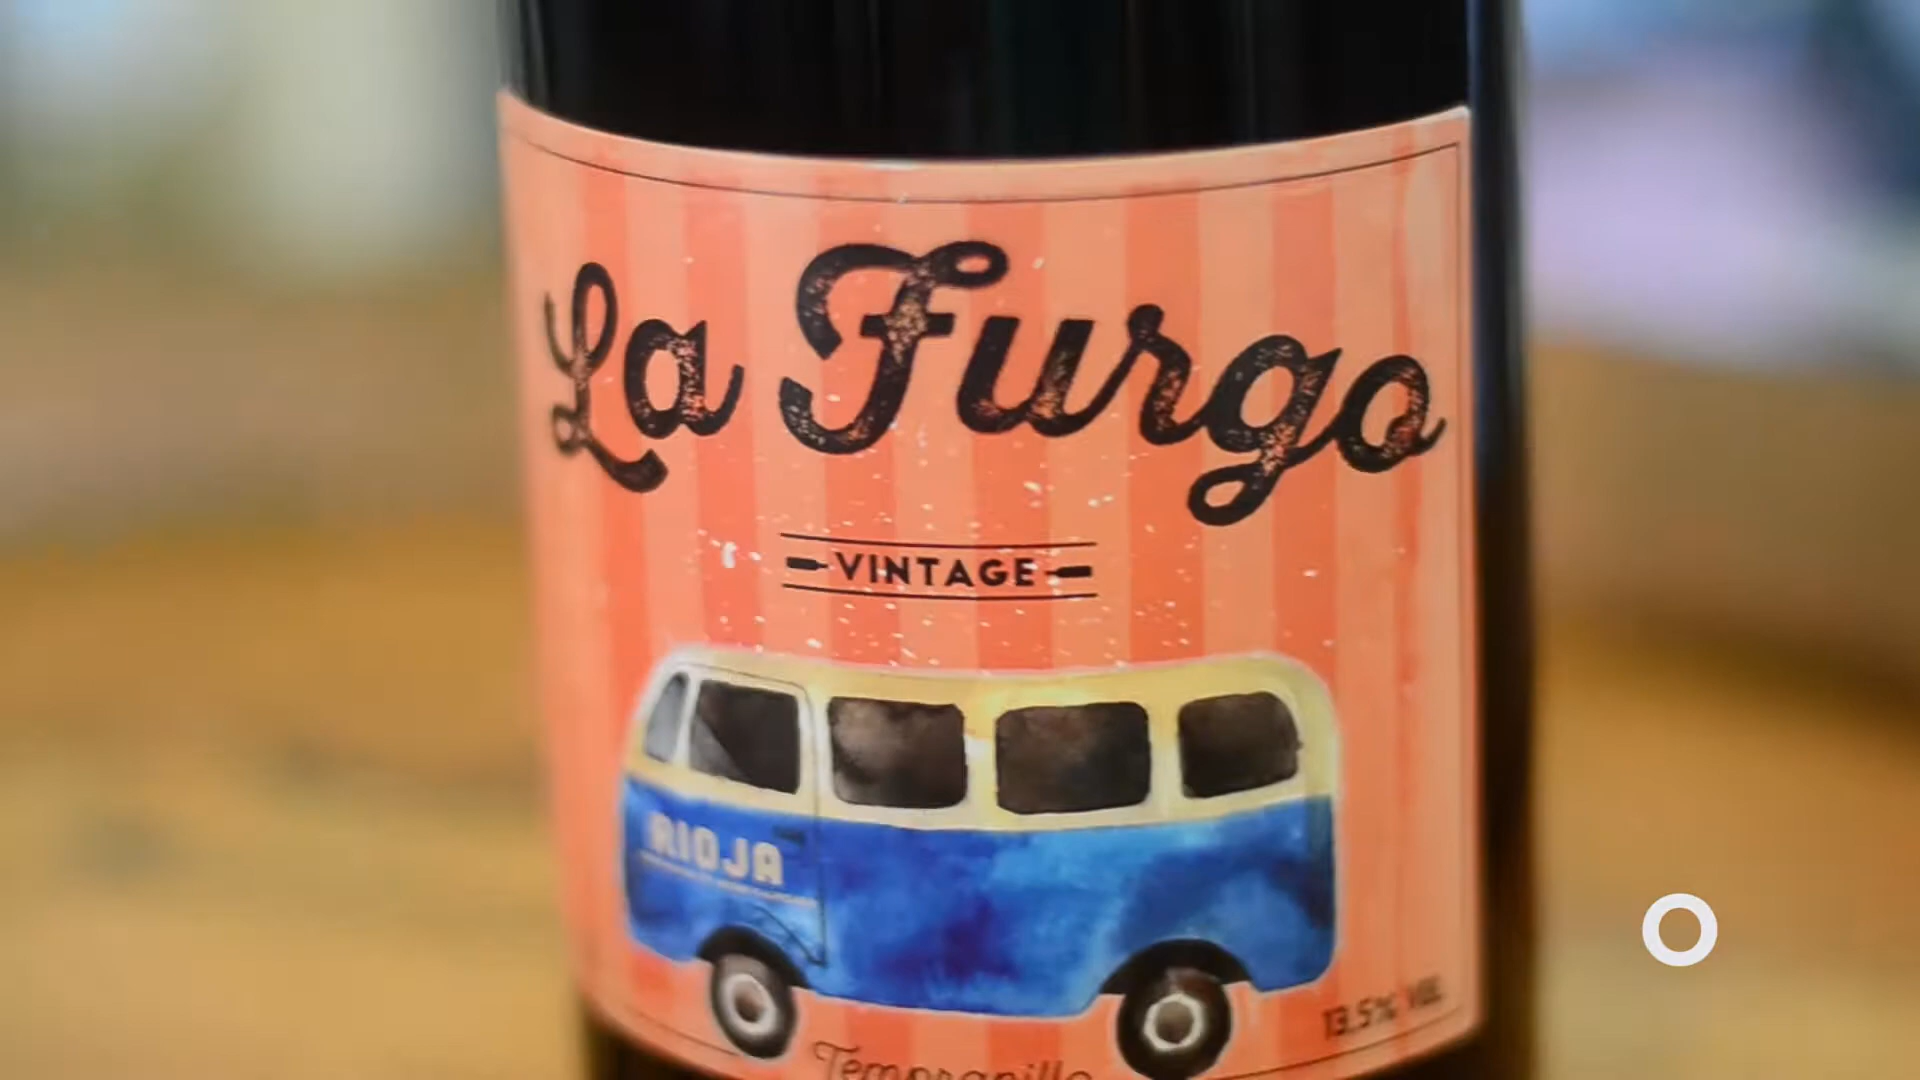 La Furgo
VINTAGE
RIOJA
13.5% Vol.
Tempranillo